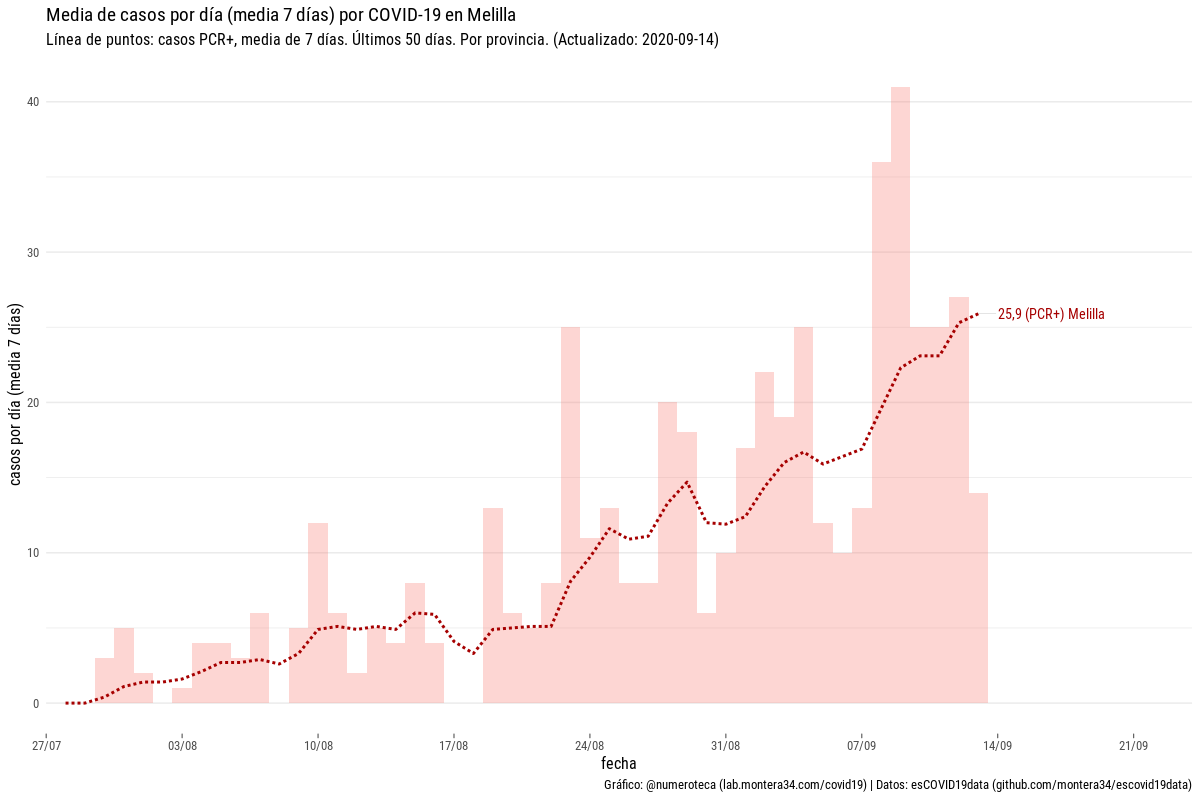 Media de casos por día (media 7 días) por COVID-19 en Melilla
Línea de puntos: casos PCR+, media de 7 días. Últimos 50 días. Por provincia. (Actualizado: 2020-09-14)
casos por día (media 7 días)
40
30
20
10
0
25,9 (PCR+) Melilla
27/07 03/08 10/08 17/08 24/08 31/08 07/09 14/09 21/09
fecha
Gráfico: @numeroteca (lab.montera34.com/covid19) | Datos: esCOVID19data (github.com/montera34/escovid19data)